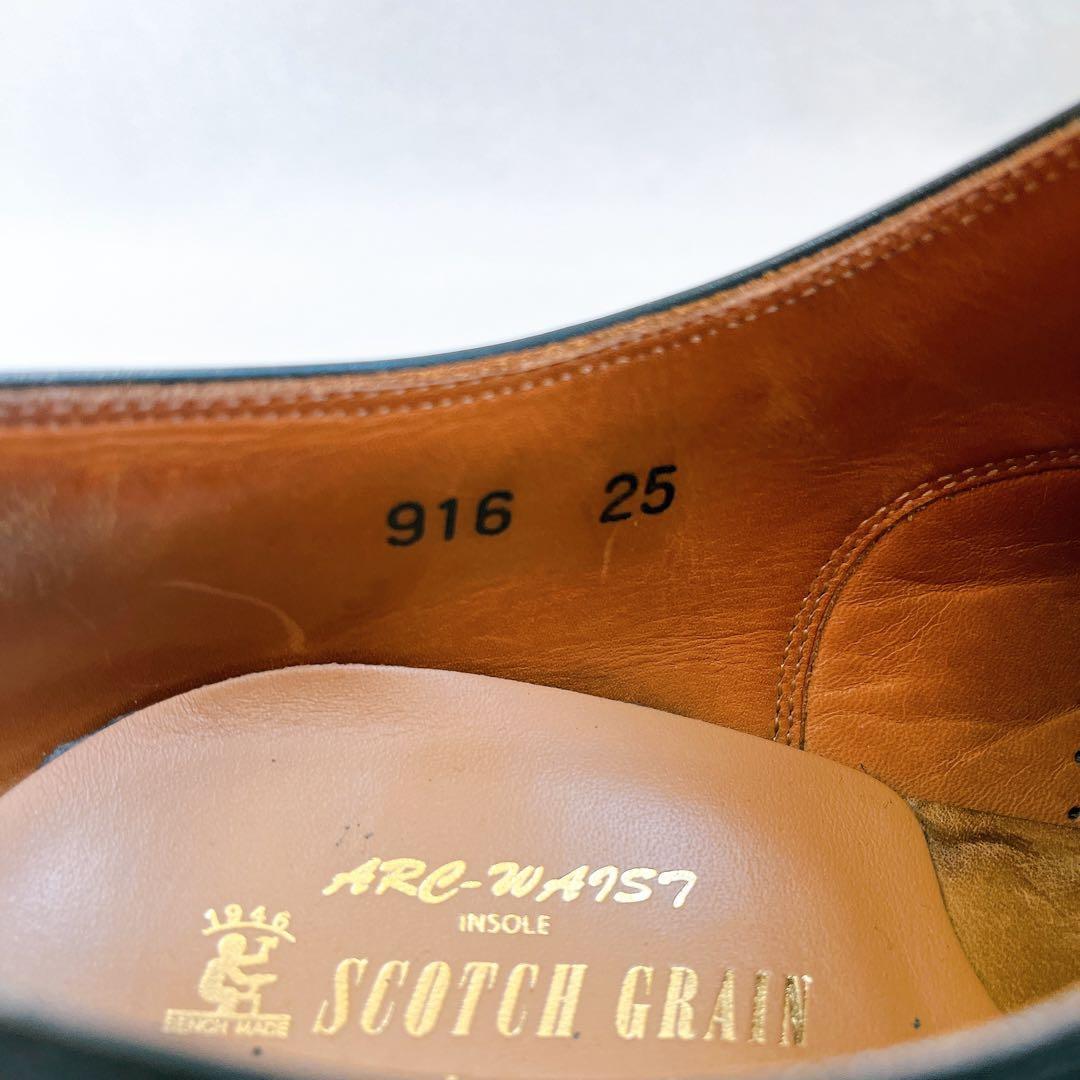 916 25
ARC-WAIST
INSOLE
1946
BENCH MADE
SCOTCH GRAIN